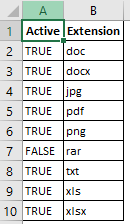 A B
1 Active Extension
2 TRUE doc
3 TRUE docx
4 TRUE jpg
5 TRUE pdf
6 TRUE png
7 FALSE rar
8 TRUE txt
9 TRUE xls
10 TRUE xlsx